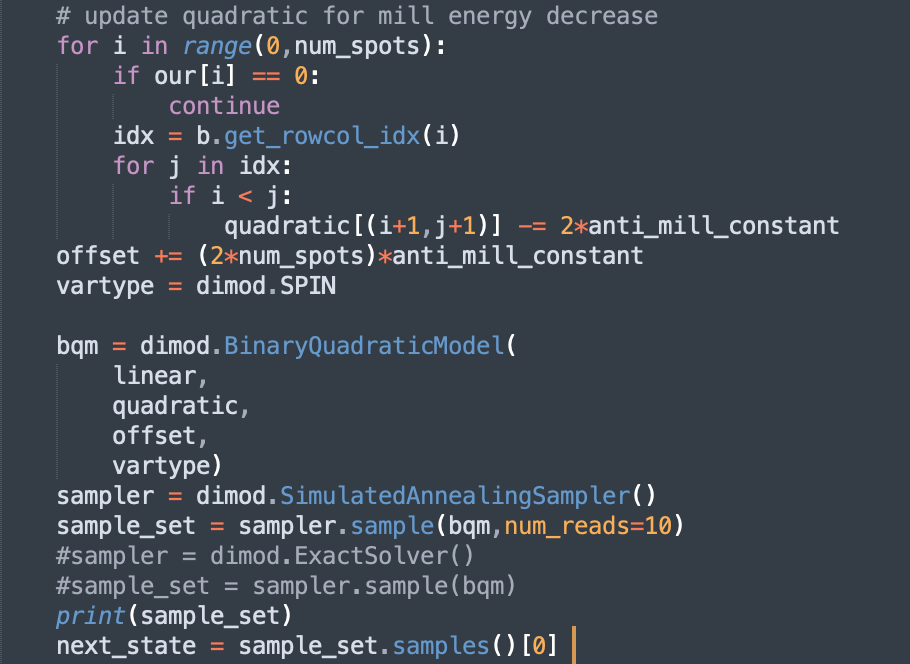 # update quadratic for mill energy decrease
for i in range(0,num_spots):
    if our[i] == 0:
        continue
    idx = b.get_rowcol_idx(i)
    for j in idx:
        if i < j:
            quadratic[(i+1,j+1)] -= 2*anti_mill_constant
offset += (2*num_spots)*anti_mill_constant
vartype = dimod.SPIN

bqm = dimod.BinaryQuadraticModel(
    linear,
    quadratic,
    offset,
    vartype)
sampler = dimod.SimulatedAnnealingSampler()
sample_set = sampler.sample(bqm,num_reads=10)
#sampler = dimod.ExactSolver()
#sample_set = sampler.sample(bqm)
print(sample_set)
next_state = sample_set.samples()[0]